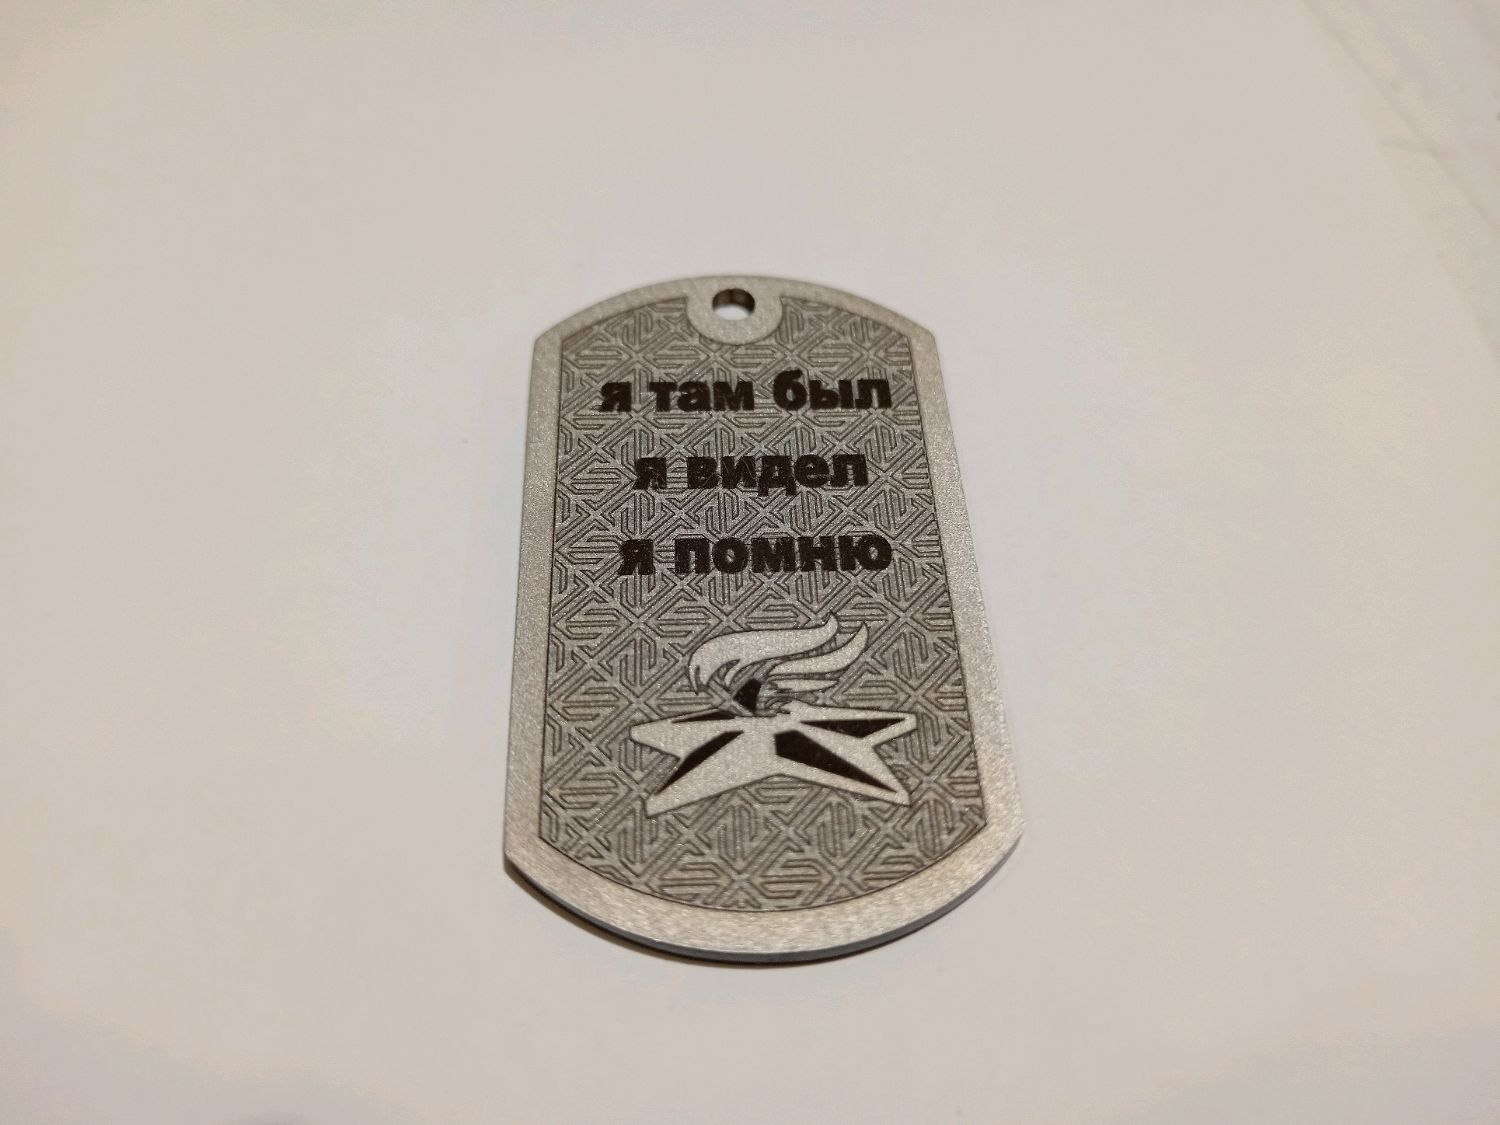 я там был
я видел
я помню